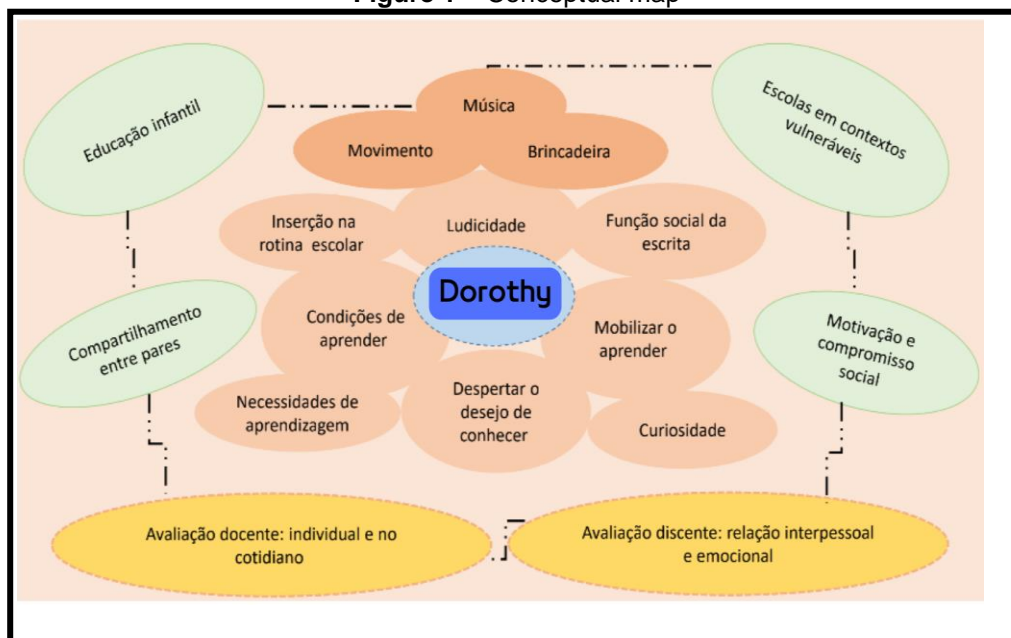 Figure 1 – Conceptual map
Música
Educação infantil
Escolas em contextos
vulneráveis
Movimento
Brincadeira
Inserção na
rotina escolar
Ludicidade
Função social da
escrita
Dorothy
Compartilhamento
entre pares
Condições de
aprender
Mobilizar o
aprender
Motivação e
compromisso
social
Necessidades de
aprendizagem
Despertar o
desejo de
conhecer
Curiosidade
Avaliação docente: individual e no
cotidiano
Avaliação discente: relação interpessoal
e emocional